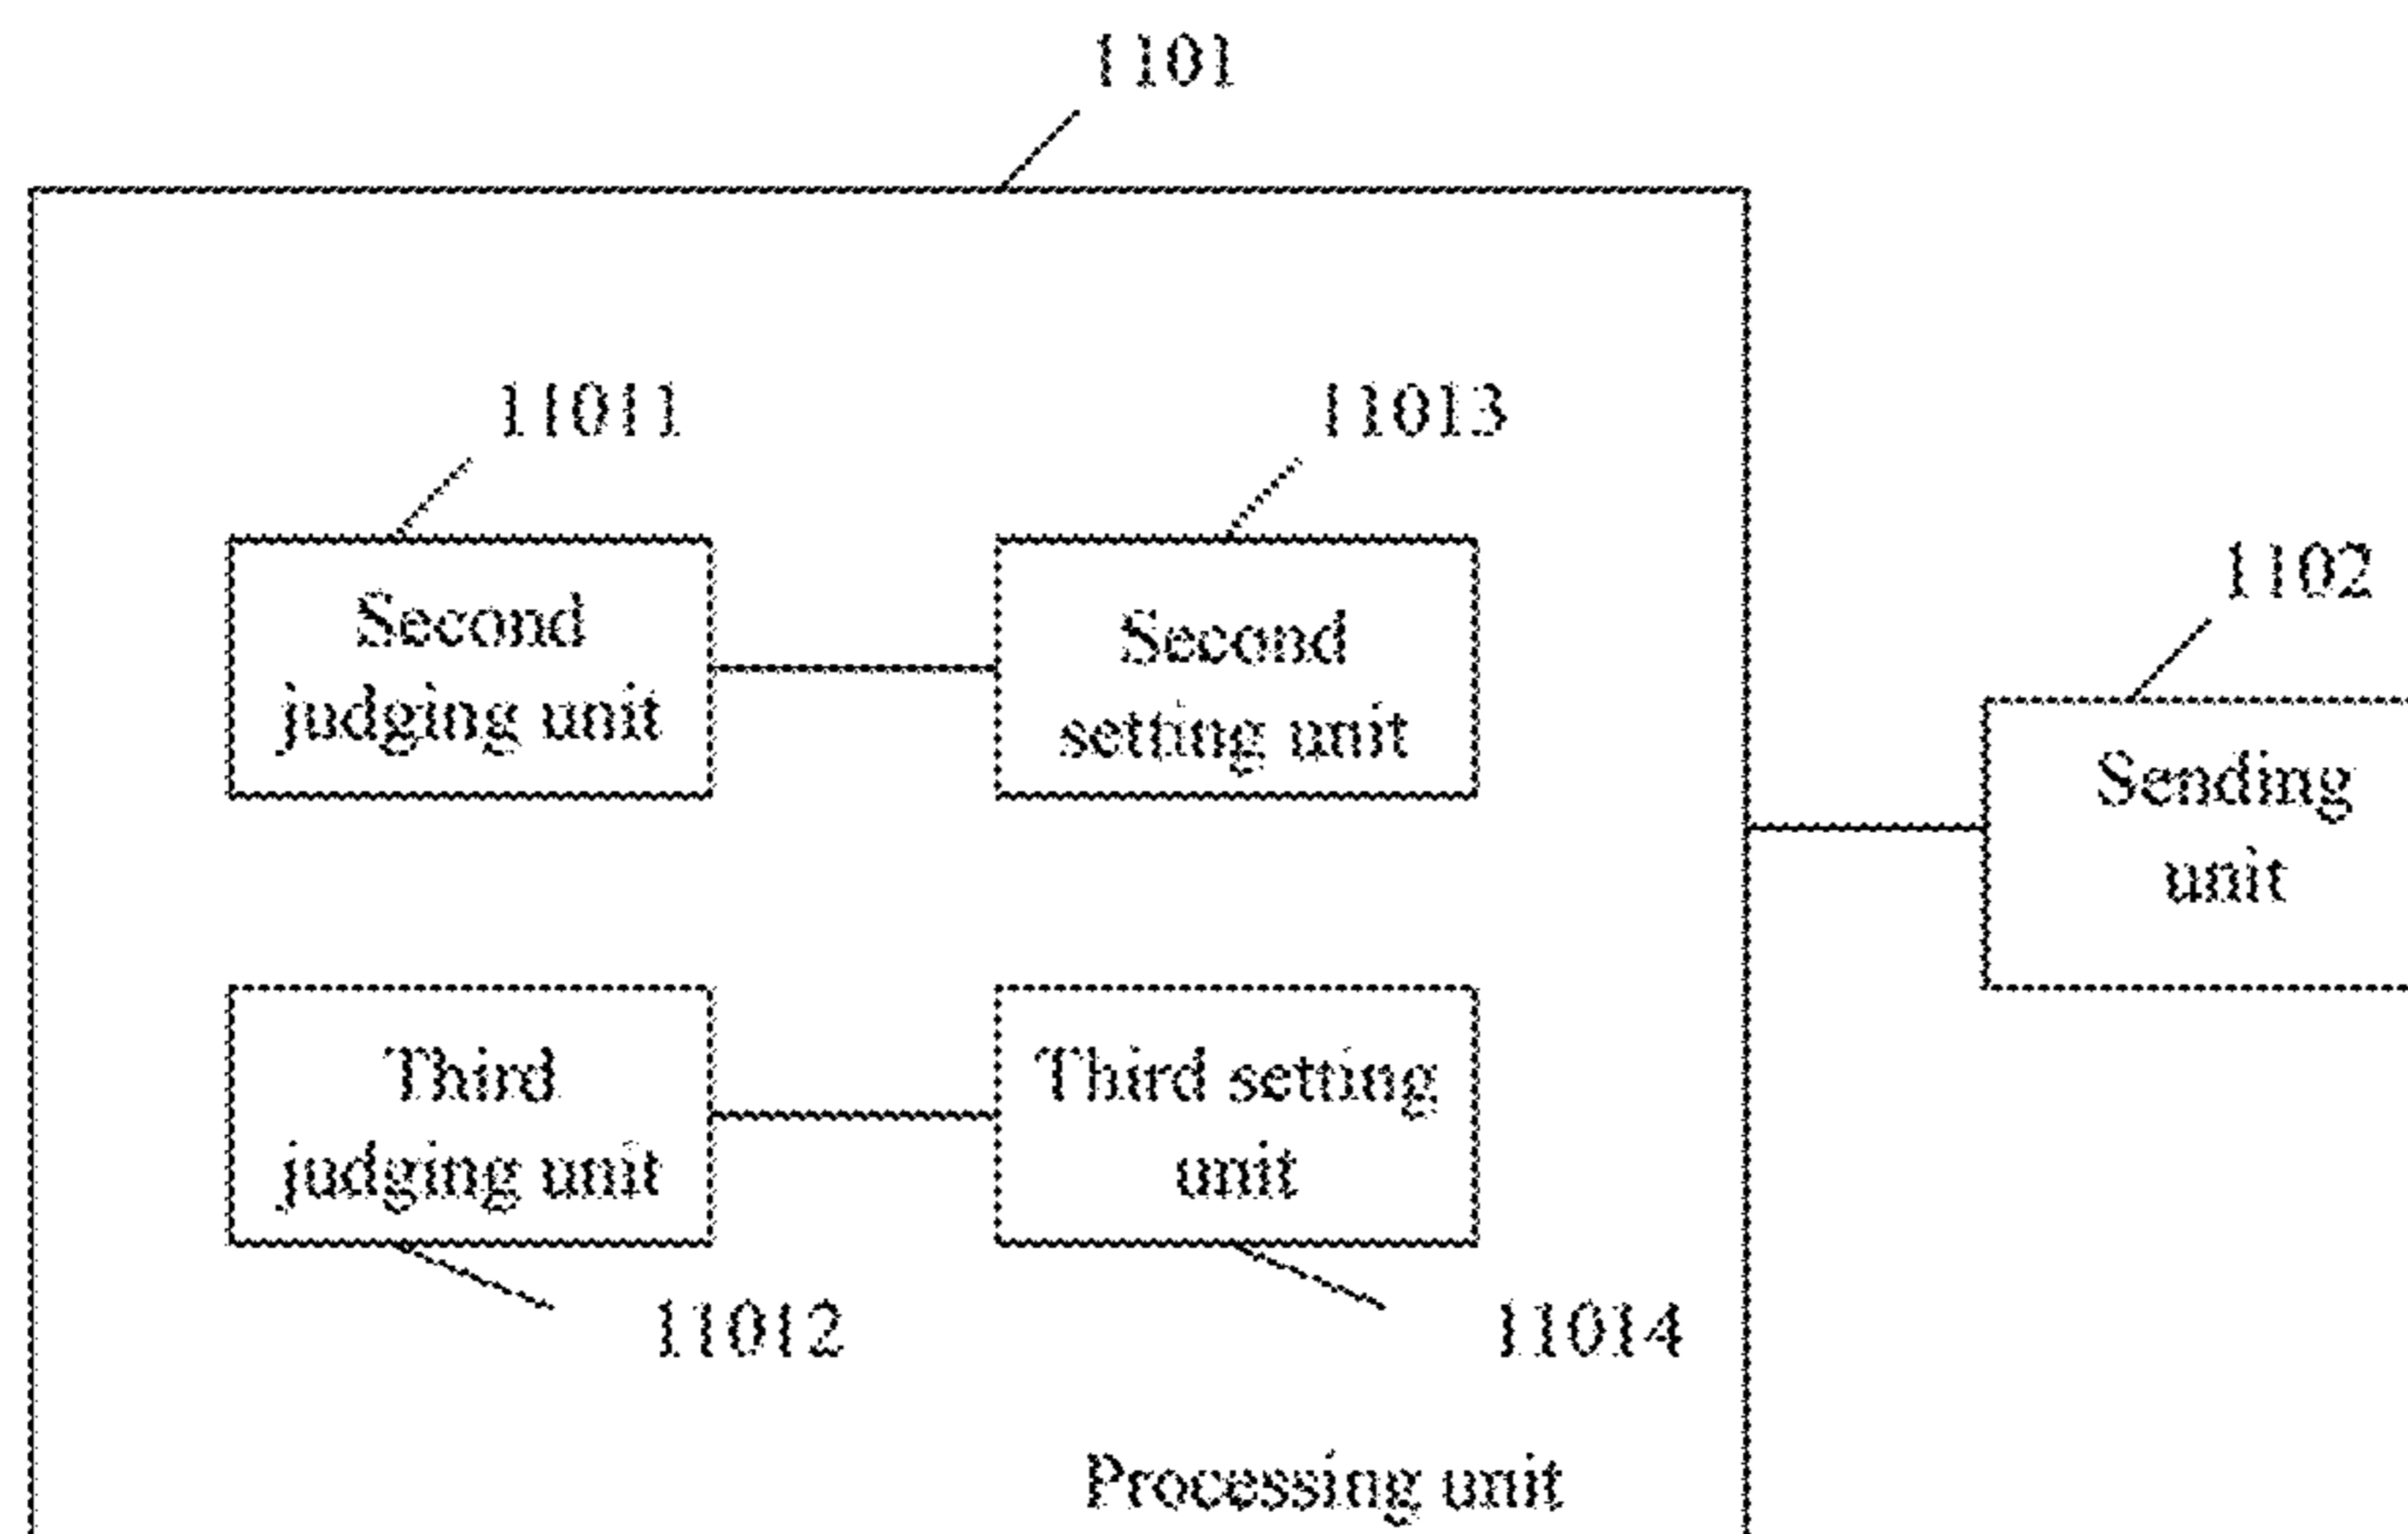 1101
11011
11013
1102
Second
judging unit
Second
setting unit
Sending
unit
Third
judging unit
Third setting
unit
11012
11014
Processing unit